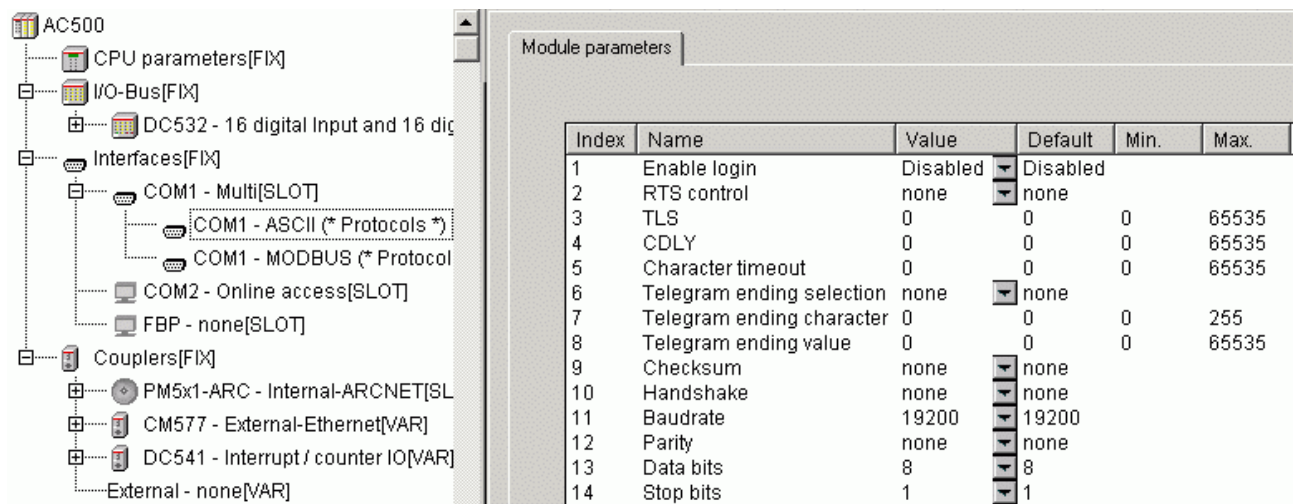 AC500
CPU parameters[FIX]
I/O-Bus[FIX]
DC532 - 16 digital Input and 16 dig
Interfaces[FIX]
COM1 - Multi[SLOT]
COM1 - ASCII (* Protocols *)
COM1 - MODBUS (* Protocol
COM2 - Online access[SLOT]
FBP - none[SLOT]
Couplers[FIX]
PM5x1-ARC - Internal-ARCNET[SL
CM577 - External-Ethernet[VAR]
DC541 - Interrupt / counter IO[VAR]
External - none[VAR]
Module parameters
Index Name Value Default Min. Max.
1 Enable login Disabled Disabled
2 RTS control none none
3 TLS 0 0 0 65535
4 CDLY 0 0 0 65535
5 Character timeout 0 0 0 65535
6 Telegram ending selection none none
7 Telegram ending character 0 0 0 255
8 Telegram ending value 0 0 0 65535
9 Checksum none none
10 Handshake none none
11 Baudrate 19200 19200
12 Parity none none
13 Data bits 8 8
14 Stop bits 1 1